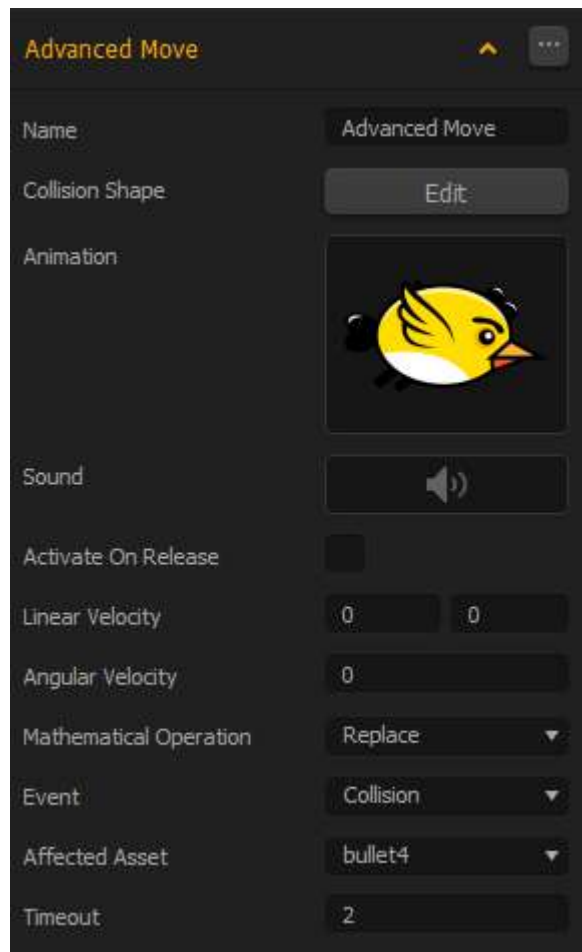 Advanced Move
Name Advanced Move
Collision Shape Edit
Animation
Sound
Activate On Release
Linear Velocity 0 0
Angular Velocity 0
Mathematical Operation Replace
Event Collision
Affected Asset bullet4
Timeout 2